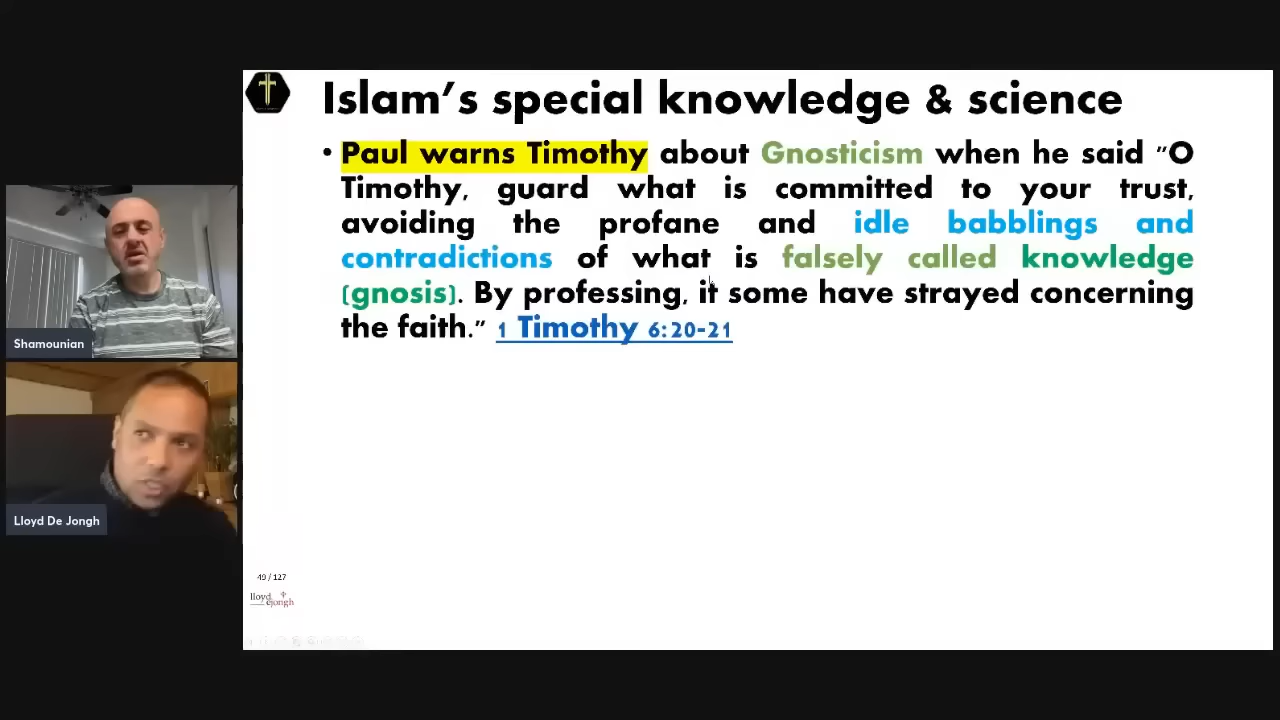 Islam's special knowledge & science
• Paul warns Timothy about Gnosticism when he said "O
Timothy, guard what is committed to your trust,
avoiding the profane and idle babblings and
contradictions of what is falsely called knowledge
(gnosis). By professing, it some have strayed concerning
the faith." 1 Timothy 6:20-21
Shamounian
Lloyd De Jongh
49 / 127
lloyd
dejongh